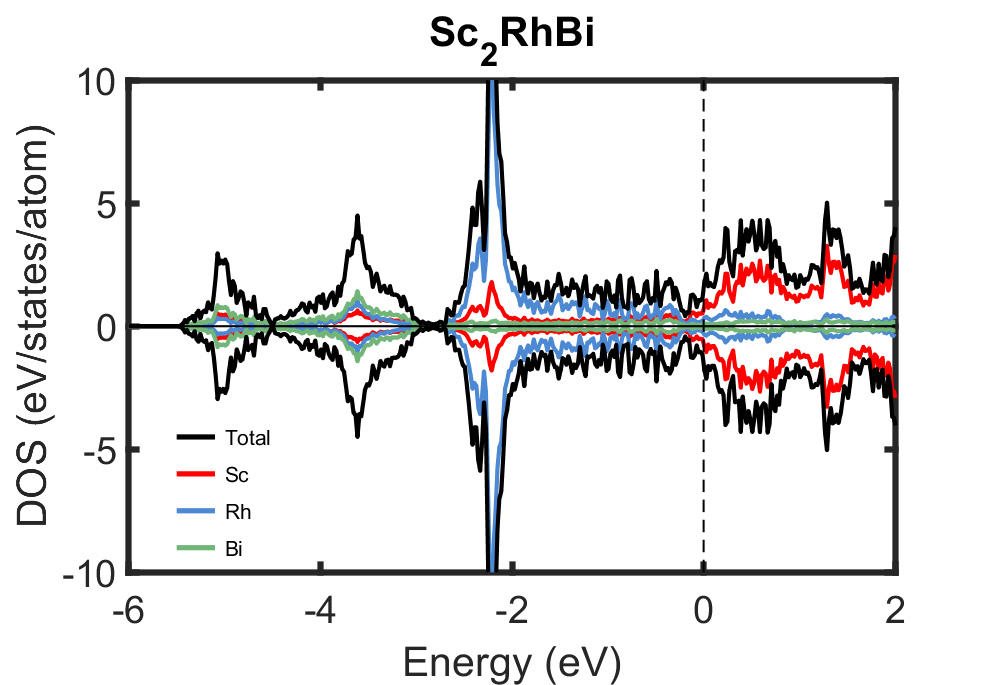 Sc2RhBi
DOS (eV/states/atom)
10
5
0
-5
-10
Total
Sc
Rh
Bi
-6
-4
-2
0
2
Energy (eV)